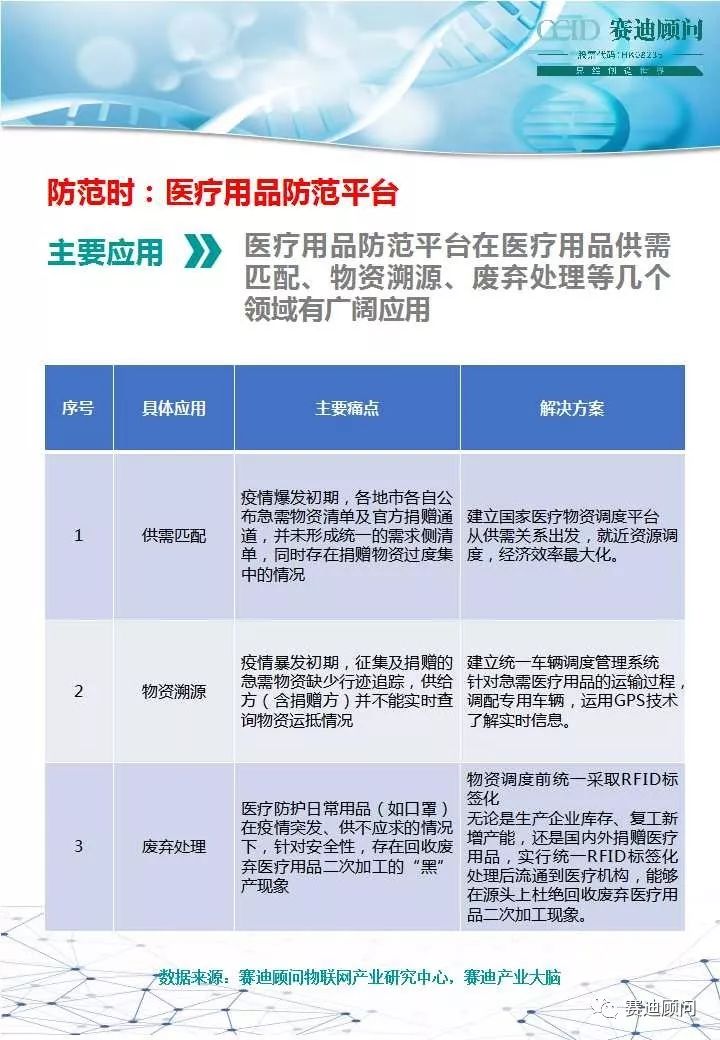 CCID 赛迪顾问
股票代码:HK08235
思维创造世界
防范时：医疗用品防范平台
主要应用
医疗用品防范平台在医疗用品供需
匹配、物资溯源、废弃处理等几个
领域有广阔应用
序号 具体应用 主要痛点 解决方案
1
供需匹配
疫情爆发初期，各地市各自公
布急需物资清单及官方捐赠通
道，并未形成统一的需求侧清
单，同时存在捐赠物资过度集
中的情况
建立国家医疗物资调度平台
从供需关系出发，就近资源调
度，经济效率最大化。
2
物资溯源
疫情暴发初期，征集及捐赠的
急需物资缺少行迹追踪，供给
方（含捐赠方）并不能实时查
询物资运抵情况
建立统一车辆调度管理系统
针对急需医疗用品的运输过程，
调配专用车辆，运用GPS技术
了解实时信息。
3
废弃处理
医疗防护日常用品（如口罩）
在疫情突发、供不应求的情况
下，针对安全性，存在回收废
弃医疗用品二次加工的“黑”
产现象
物资调度前统一采取RFID标
签化
无论是生产企业库存、复工新
增产能，还是国内外捐赠医疗
用品，实行统一RFID标签化
处理后流通到医疗机构，能够
在源头上杜绝回收废弃医疗用
品二次加工现象。
数据来源：赛迪顾问物联网产业研究中心，赛迪产业大脑
赛迪顾问